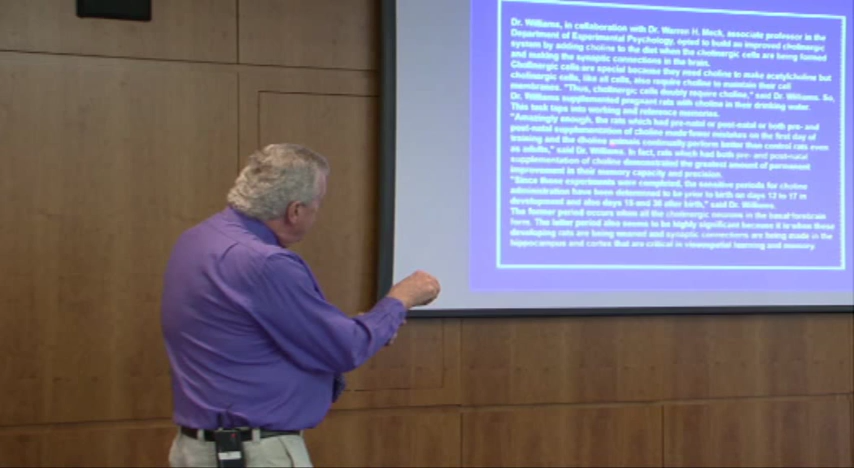 Dr. Williams, in collaboration with Dr. Warren H. Meck, associate professor in the
Department of Experimental Psychology, opted to build an improved cholinergic
system by adding choline to the diet when the cholinergic cells are being formed
and making the synaptic connections in the brain.
Cholinergic cells are special because they need choline to make acetylcholine but
cholinergic cells, like all cells, also require choline to maintain their cell
membranes. "Thus, cholinergic cells doubly require choline," said Dr. Williams. So,
Dr. Williams supplemented pregnant rats with choline in their drinking water.
This task taps into working and reference memories.
"Amazingly enough, the rats which had pre-natal or post-natal or both pre- and
post-natal supplementation of choline made fewer mistakes on the first day of
training and the choline animals continually perform better than control rats even
as adults," said Dr. Williams. In fact, rats which had both pre- and post-natal
supplementation of choline demonstrated the greatest amount of permanent
improvement in their memory capacity and precision.
"Since these experiments were completed, the sensitive periods for choline
administration have been determined to be prior to birth on days 12 to 17 in
development and also days 16 and 30 after birth," said Dr. Williams.
The former period occurs when all the cholinergic neurons in the basal forebrain
form. The latter period also seems to be highly significant because it is when these
developing rats are being weaned and synaptic connections are being made in the
hippocampus and cortex that are critical in visuospatial learning and memory.